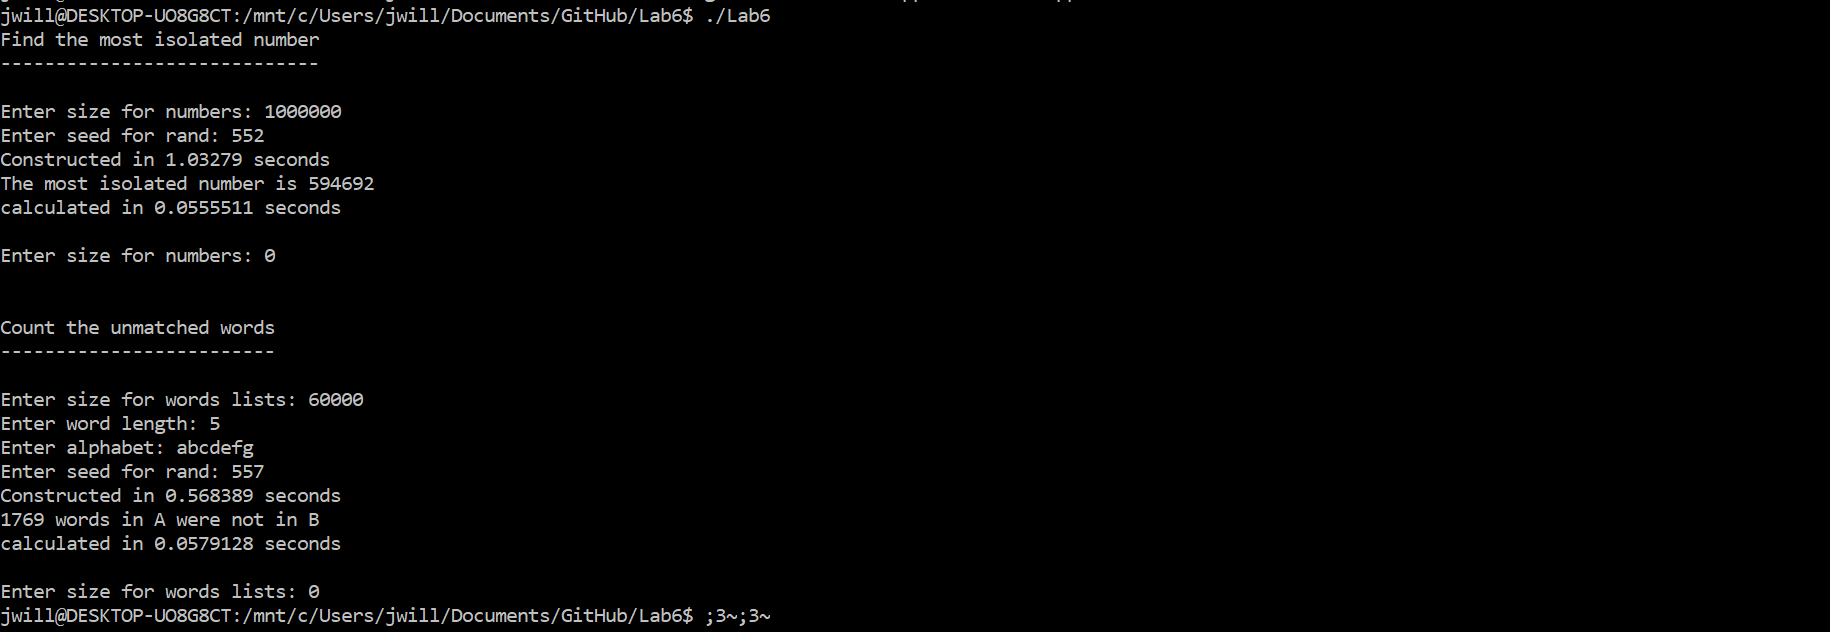 jwill@DESKTOP-UO8G8CT:/mnt/c/Users/jwill/Documents/GitHub/Lab6$ ./Lab6
Find the most isolated number
-----------------------------
Enter size for numbers: 1000000
Enter seed for rand: 552
Constructed in 1.03279 seconds
The most isolated number is 594692
calculated in 0.0555511 seconds
Enter size for numbers: 0
Count the unmatched words
-------------------------
Enter size for words lists: 60000
Enter word length: 5
Enter alphabet: abcdefg
Enter seed for rand: 557
Constructed in 0.568389 seconds
1769 words in A were not in B
calculated in 0.0579128 seconds
Enter size for words lists: 0
jwill@DESKTOP-UO8G8CT:/mnt/c/Users/jwill/Documents/GitHub/Lab6$ ;3~;3~